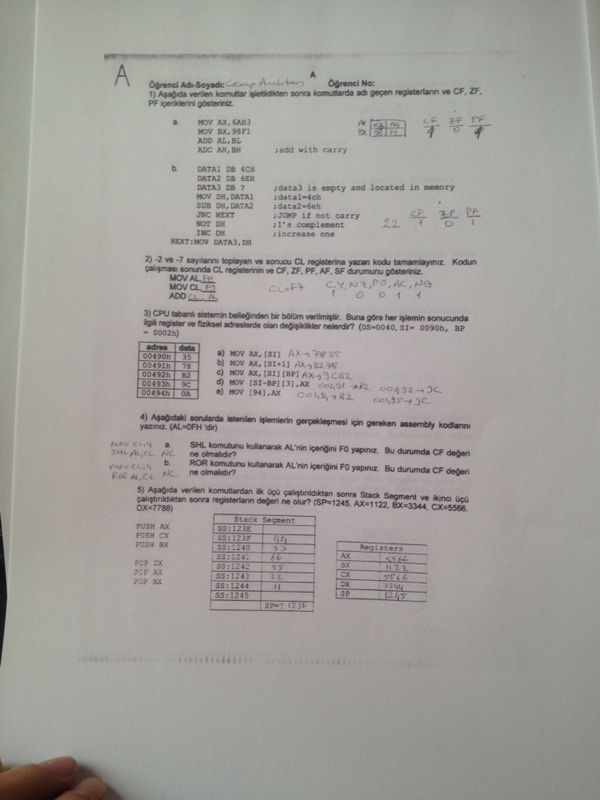 A
A
Öğrenci Adı-Soyadı: Öğrenci No:
1) Aşağıda verilen komutlar işletildikten sonra komutlarda adı geçen registerların ve CF, ZF,
PF içeriklerini gösteriniz.
a. MOV AX,6AB3
MOV BX,98F1
ADD AL,BL
ADC AH,BH ;add with carry
CF ZF PF
0
b. DATA1 DB 4CH
DATA2 DB 6EH
DATA3 DB ? ;data3 is empty and located in memory
MOV DH,DATA1 ;data1=4ch
SUB DH,DATA2 ;data2=6eh
JNC NEXT ;JUMP if not carry
NOT DH ;1's complement
INC DH ;increase one
NEXT:MOV DATA3,DH
22 CF ZF PF
1 0 1
2) -2 ve -7 sayılarını toplayan ve sonucu CL registerina yazan kodu tamamlayınız. Kodun
çalışması sonunda CL registerinin ve CF, ZF, PF, AF, SF durumunu gösteriniz.
MOV AL,FE
MOV CL,F9
ADD CL, AL
CL=F7 CY,NZ,PO,AC,NG
1 0 0 1 1
3) CPU tabanlı sistemin belleğinden bir bölüm verilmiştir. Buna göre her işlemin sonucunda
ilgili register ve fiziksel adreslerde olan değişiklikler nelerdir? (DS=0040, SI= 0090h, BP
= 0002h)
adres data
00490h 35
00491h 78
00492h B2
00493h 9C
00494h 0A
a) MOV AX,[SI] AX→7835
b) MOV AX,[SI+1] AX→B278
c) MOV AX,[SI][BP] AX→9CB2
d) MOV [SI-BP][3],AX 00491→B2 00492→9C
e) MOV [94],AX 00494→B2 00495→9C
4) Aşağıdaki sorularda istenilen işlemlerin gerçekleşmesi için gereken assembly kodlarını
yazınız. (AL=0FH 'dir)
MOV CL,4
SHL AL,CL NC
a. SHL komutunu kullanarak AL'nin içeriğini F0 yapınız. Bu durumda CF değeri
ne olmalıdır?
MOV CL,4
ROR AL,CL NC
b. ROR komutunu kullanarak AL'nin içeriğini F0 yapınız. Bu durumda CF değeri
ne olmalıdır?
5) Aşağıda verilen komutlardan ilk üçü çalıştırıldıktan sonra Stack Segment ve ikinci üçü
çalıştırıldıktan sonra registerların değeri ne olur? (SP=1245, AX=1122, BX=3344, CX=5566,
DX=7788)
PUSH AX
PUSH CX
PUSH BX
POP DX
POP AX
POP BX
Stack Segment
SS:123E
SS:123F 44
SS:1240 33
SS:1241 66
SS:1242 55
SS:1243 22
SS:1244 11
SS:1245
SP=? 123F
Registers
AX 5566
BX 1122
CX 5566
DX 3344
SP 1245